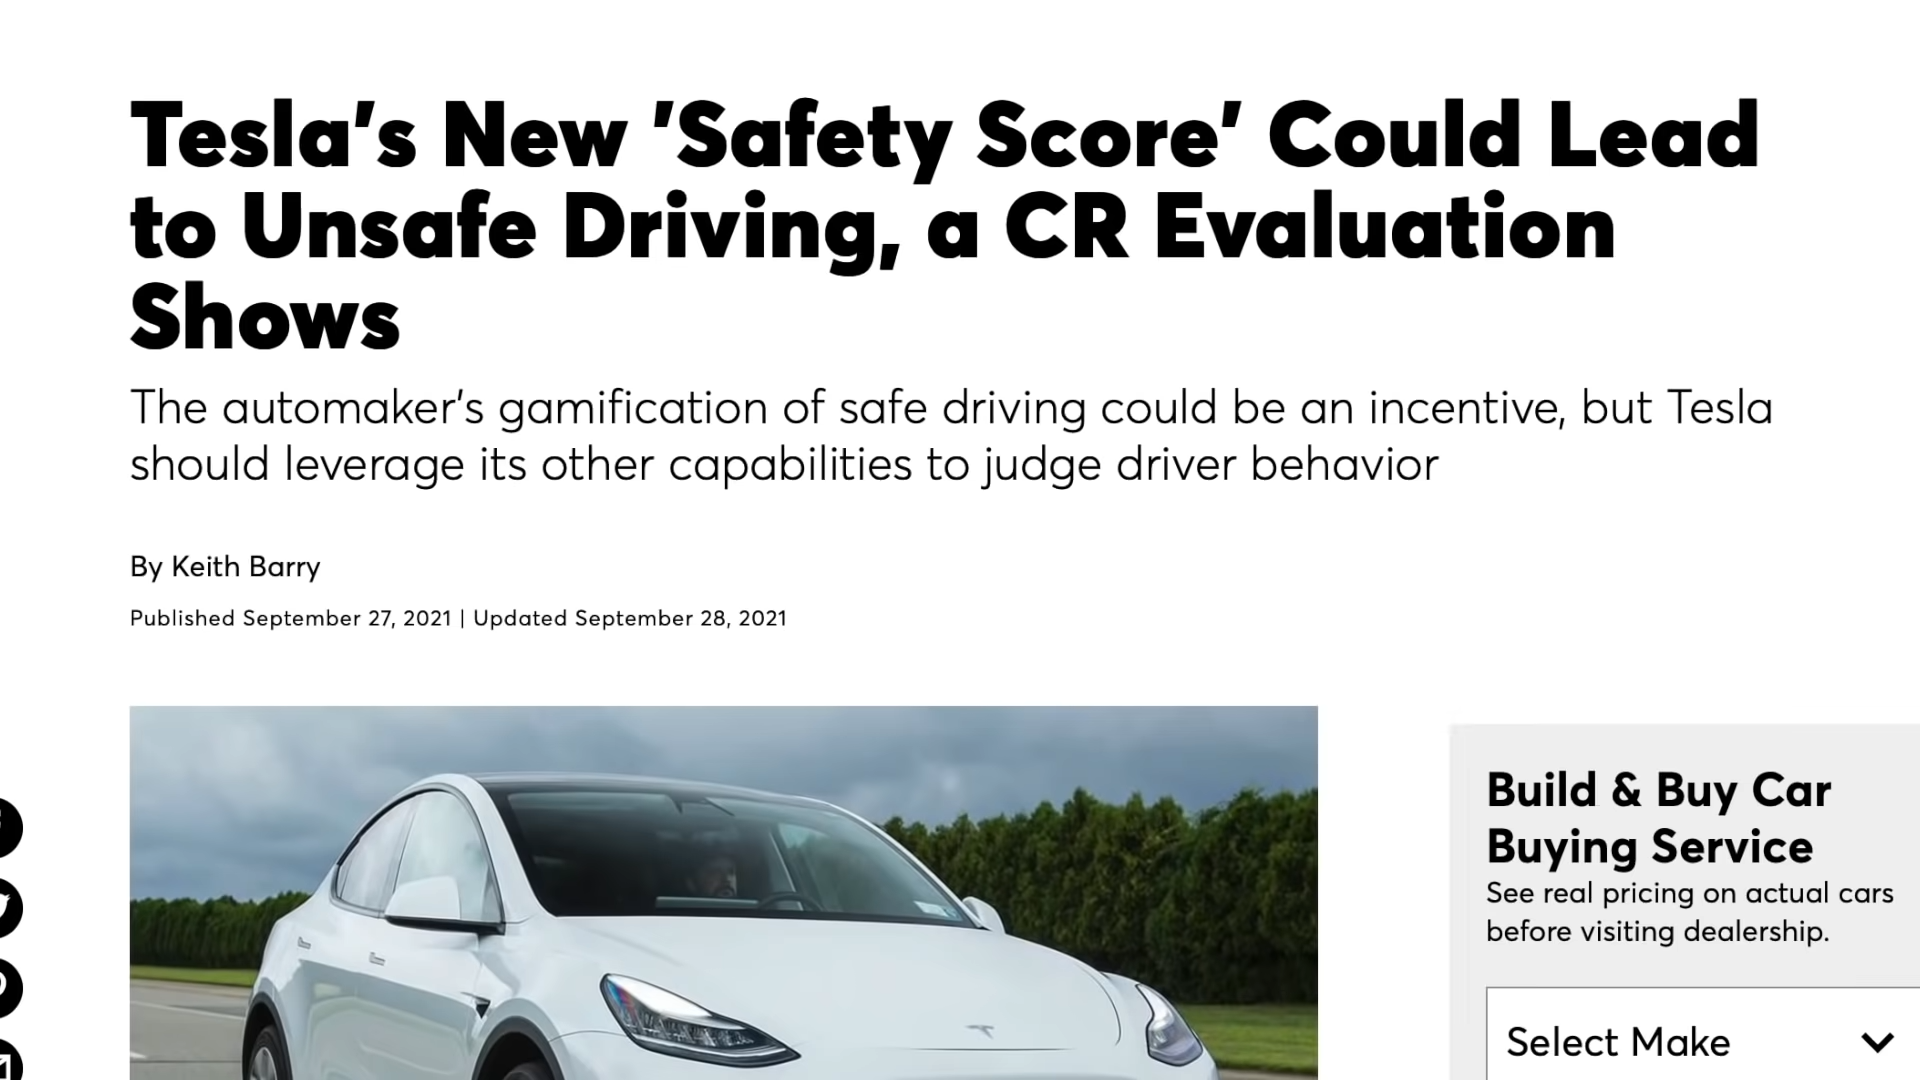 Tesla's New 'Safety Score' Could Lead
to Unsafe Driving, a CR Evaluation
Shows
The automaker's gamification of safe driving could be an incentive, but Tesla
should leverage its other capabilities to judge driver behavior
By Keith Barry
Published September 27, 2021 | Updated September 28, 2021
Build & Buy Car
Buying Service
See real pricing on actual cars
before visiting dealership.
Select Make